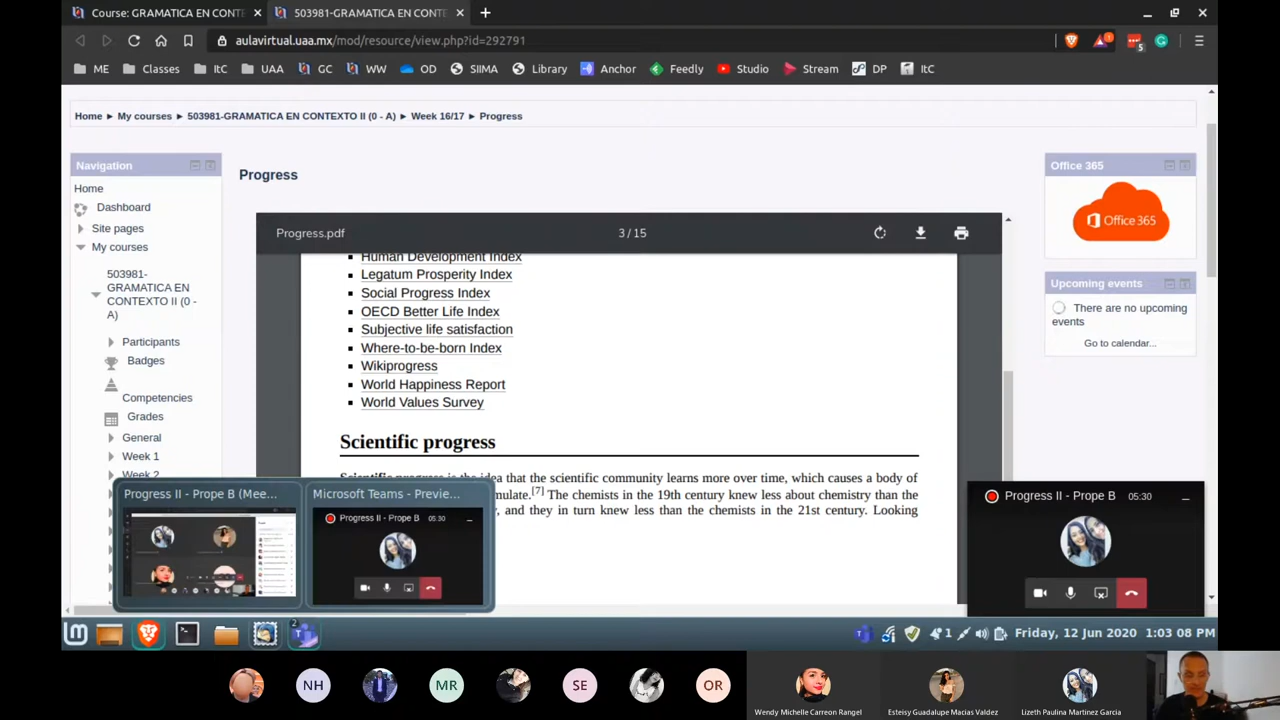 Course: GRAMATICA EN CONTE
503981-GRAMATICA EN CONTE
aulavirtual.uaa.mx/mod/resource/view.php?id=292791
1
5
ME
Classes
ItC
UAA
GC
WW
OD
SIIMA
Library
Anchor
Feedly
Studio
Stream
DP
ItC
Home ► My courses ► 503981-GRAMATICA EN CONTEXTO II (0 - A) ► Week 16/17 ► Progress
Navigation
Home
Dashboard
Site pages
My courses
503981-
GRAMATICA EN
CONTEXTO II (0 -
A)
Participants
Badges
Competencies
Grades
General
Week 1
Week 2
Progress
Progress.pdf
3 / 15
Human Development Index
Legatum Prosperity Index
Social Progress Index
OECD Better Life Index
Subjective life satisfaction
Where-to-be-born Index
Wikiprogress
World Happiness Report
World Values Survey
Scientific progress
Scientific progress is the idea that the scientific community learns more over time, which causes a body of
mulate.[7] The chemists in the 19th century knew less about chemistry than the
, and they in turn knew less than the chemists in the 21st century. Looking
Office 365
Office 365
Upcoming events
There are no upcoming
events
Go to calendar...
Progress II - Prope B (Mee...
Microsoft Teams - Previe...
Progress II - Prope B 05:30
Progress II - Prope B 05:30
2
1 Friday, 12 Jun 2020 1:03:08 PM
NH
MR
SE
OR
Wendy Michelle Carreon Rangel
Esteisy Guadalupe Macias Valdez
Lizeth Paulina Martinez Garcia